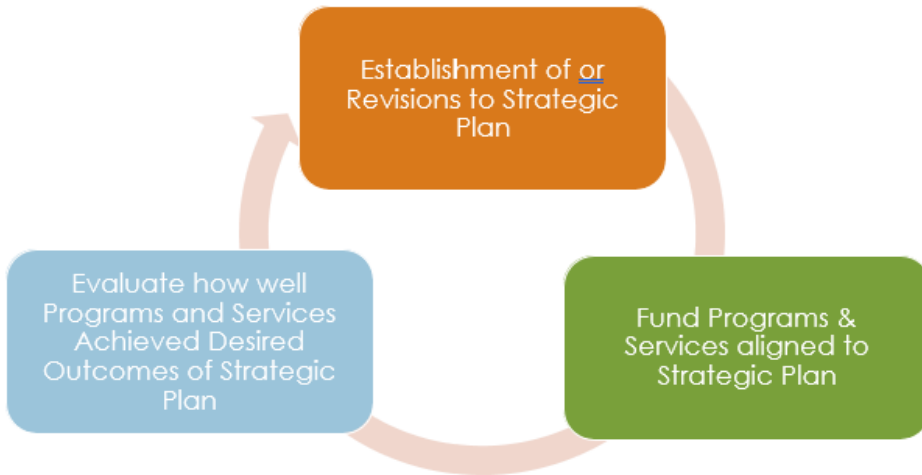 Establishment of or
Revisions to Strategic
Plan
Fund Programs &
Services aligned to
Strategic Plan
Evaluate how well
Programs and Services
Achieved Desired
Outcomes of Strategic
Plan